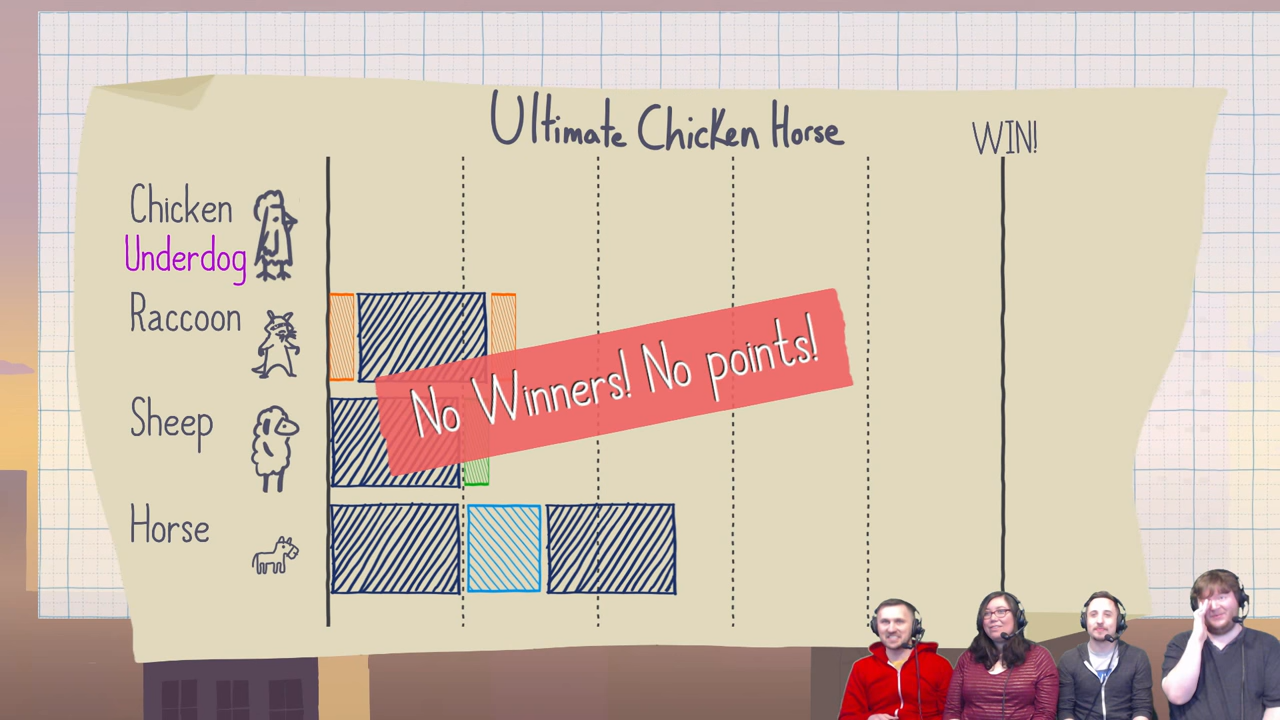 Ultimate Chicken Horse
WIN!
Chicken
Underdog
Raccoon
No Winners! No points!
Sheep
Horse